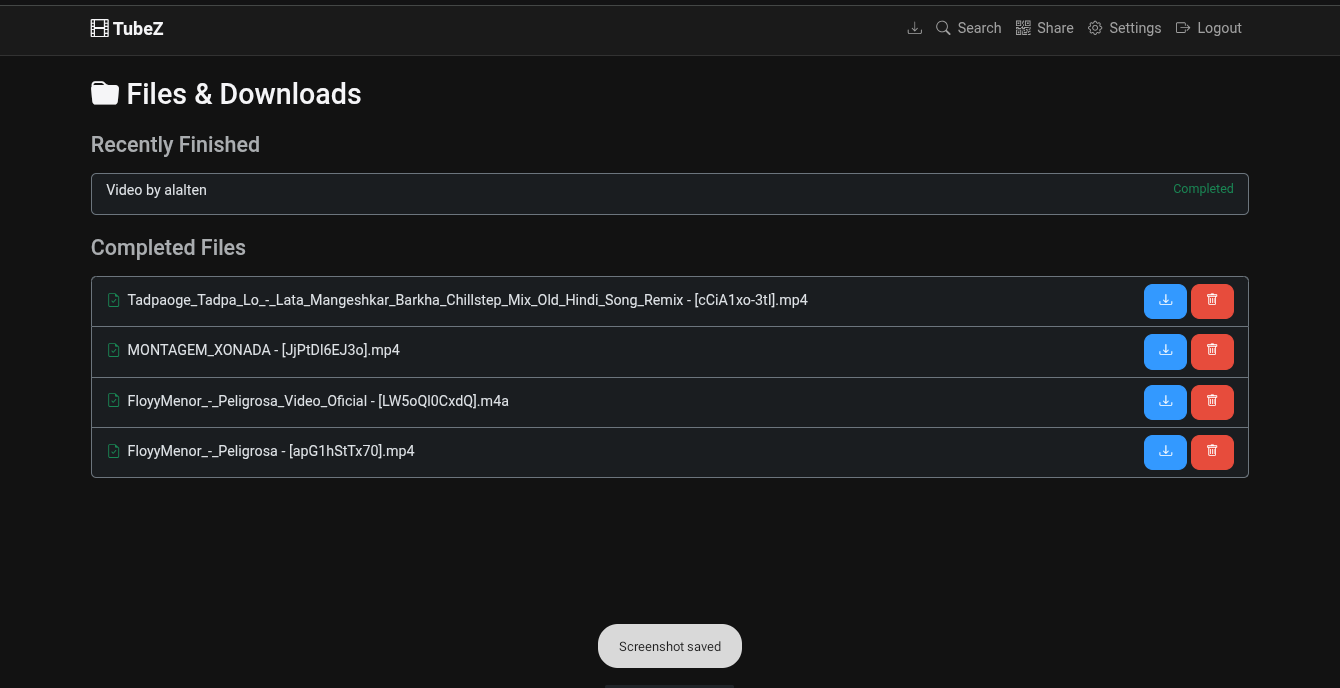 TubeZ
Search Share Settings Logout
Files & Downloads
Recently Finished
Video by alalten Completed
Completed Files
Tadpaoge_Tadpa_Lo_-_Lata_Mangeshkar_Barkha_Chillstep_Mix_Old_Hindi_Song_Remix - [cCiA1xo-3tI].mp4
MONTAGEM_XONADA - [JjPtDl6EJ3o].mp4
FloyyMenor_-_Peligrosa_Video_Oficial - [LW5oQl0CxdQ].m4a
FloyyMenor_-_Peligrosa - [apG1hStTx70].mp4
Screenshot saved